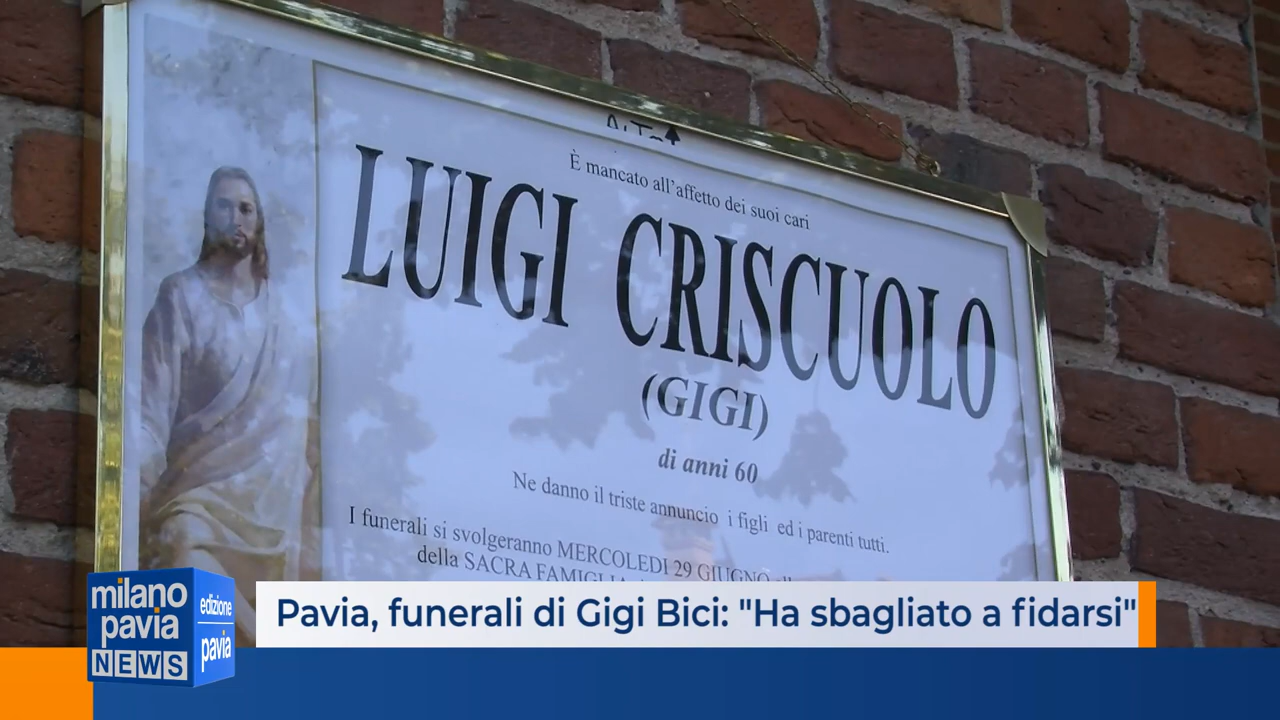 È mancato all'affetto dei suoi cari
LUIGI CRISCUOLO
(GIGI)
di anni 60
Ne danno il triste annuncio i figli ed i parenti tutti.
I funerali si svolgeranno MERCOLEDI 29 GIUGNO
della SACRA FAMIGLIA
milano
pavia
NEWS
edizione
pavia
Pavia, funerali di Gigi Bici: "Ha sbagliato a fidarsi"